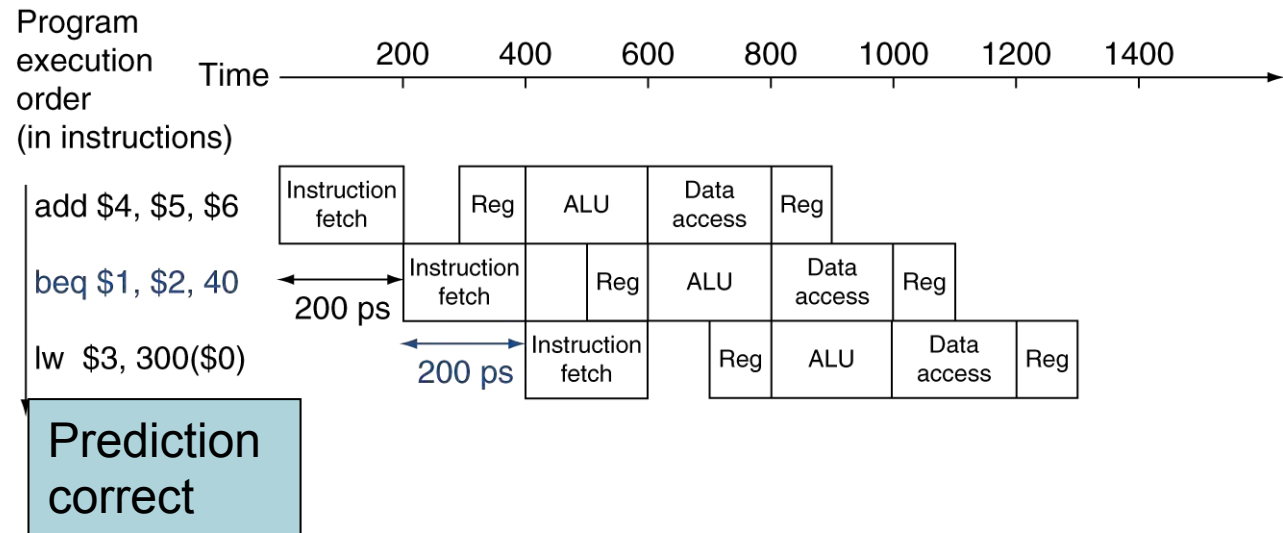 Program
execution
order
(in instructions)
Time
200 400 600 800 1000 1200 1400
add $4, $5, $6
Instruction
fetch
Reg
ALU
Data
access
Reg
beq $1, $2, 40
200 ps
Instruction
fetch
Reg
ALU
Data
access
Reg
lw $3, 300($0)
200 ps
Instruction
fetch
Reg
ALU
Data
access
Reg
Prediction
correct